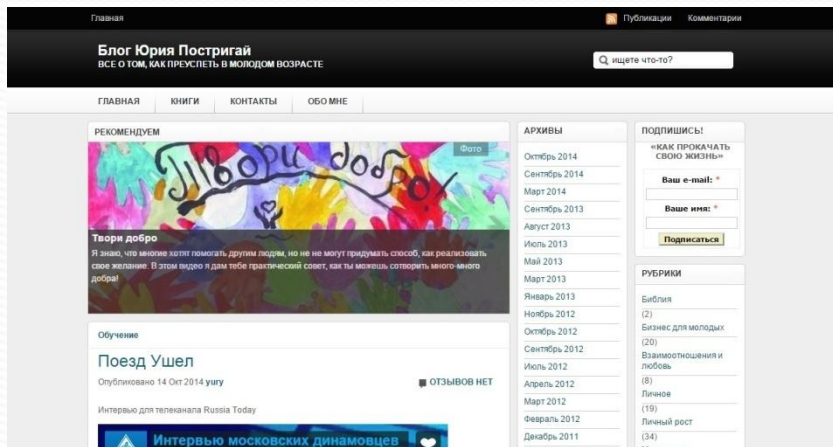 Главная
Публикации
Комментарии
Блог Юрия Постригай
ВСЕ О ТОМ, КАК ПРЕУСПЕТЬ В МОЛОДОМ ВОЗРАСТЕ
ищете что-то?
ГЛАВНАЯ
КНИГИ
КОНТАКТЫ
ОБО МНЕ
РЕКОМЕНДУЕМ
Фото
Твори добро!
Твори добро
Я знаю, что многие хотят помогать другим людям, но не не могут придумать способ, как реализовать
свое желание. В этом видео я дам тебе практический совет, как ты можешь сотворить много-много
добра!
Обучение
Поезд Ушел
Опубликовано 14 Окт 2014 yury
ОТЗЫВОВ НЕТ
Интервью для телеканала Russia Today
Интервью московских динамовцев
АРХИВЫ
Октябрь 2014
Сентябрь 2014
Март 2014
Сентябрь 2013
Август 2013
Июль 2013
Май 2013
Март 2013
Январь 2013
Ноябрь 2012
Октябрь 2012
Сентябрь 2012
Июль 2012
Апрель 2012
Март 2012
Февраль 2012
Декабрь 2011
ПОДПИШИСЬ!
«КАК ПРОКАЧАТЬ
СВОЮ ЖИЗНЬ»
Ваш e-mail: *
Ваше имя: *
Подписаться
РУБРИКИ
Библия
(2)
Бизнес для молодых
(20)
Взаимоотношения и
любовь
(8)
Личное
(19)
Личный рост
(34)